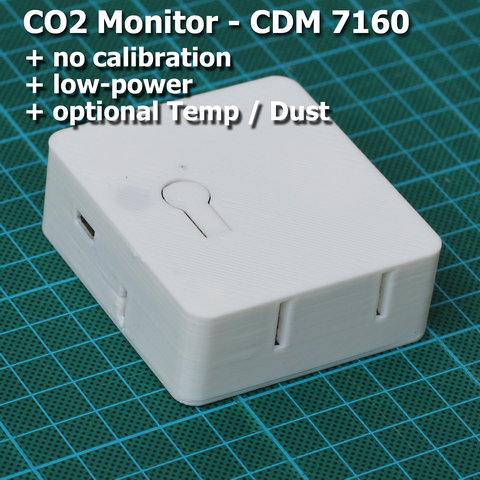 CO2 Monitor - CDM 7160
+ no calibration
+ low-power
+ optional Temp / Dust